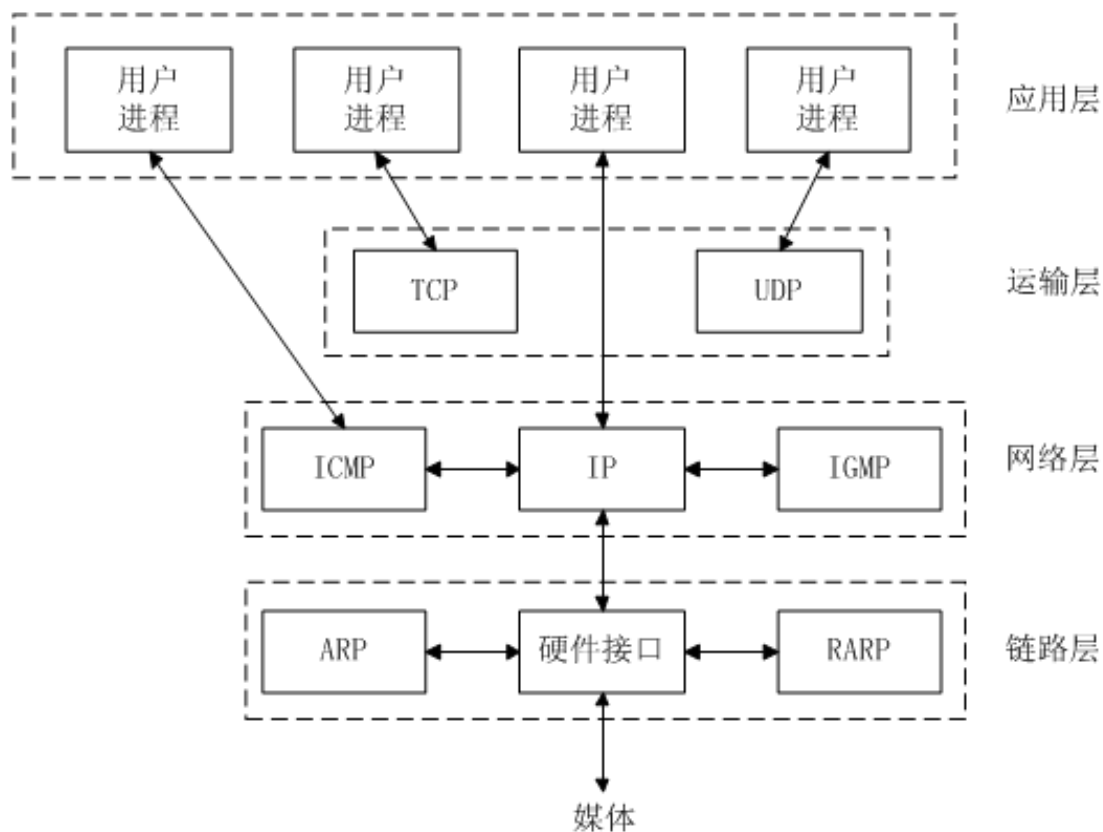 用户
进程
用户
进程
用户
进程
用户
进程
应用层
TCP
UDP
运输层
ICMP
IP
IGMP
网络层
ARP
硬件接口
RARP
链路层
媒体